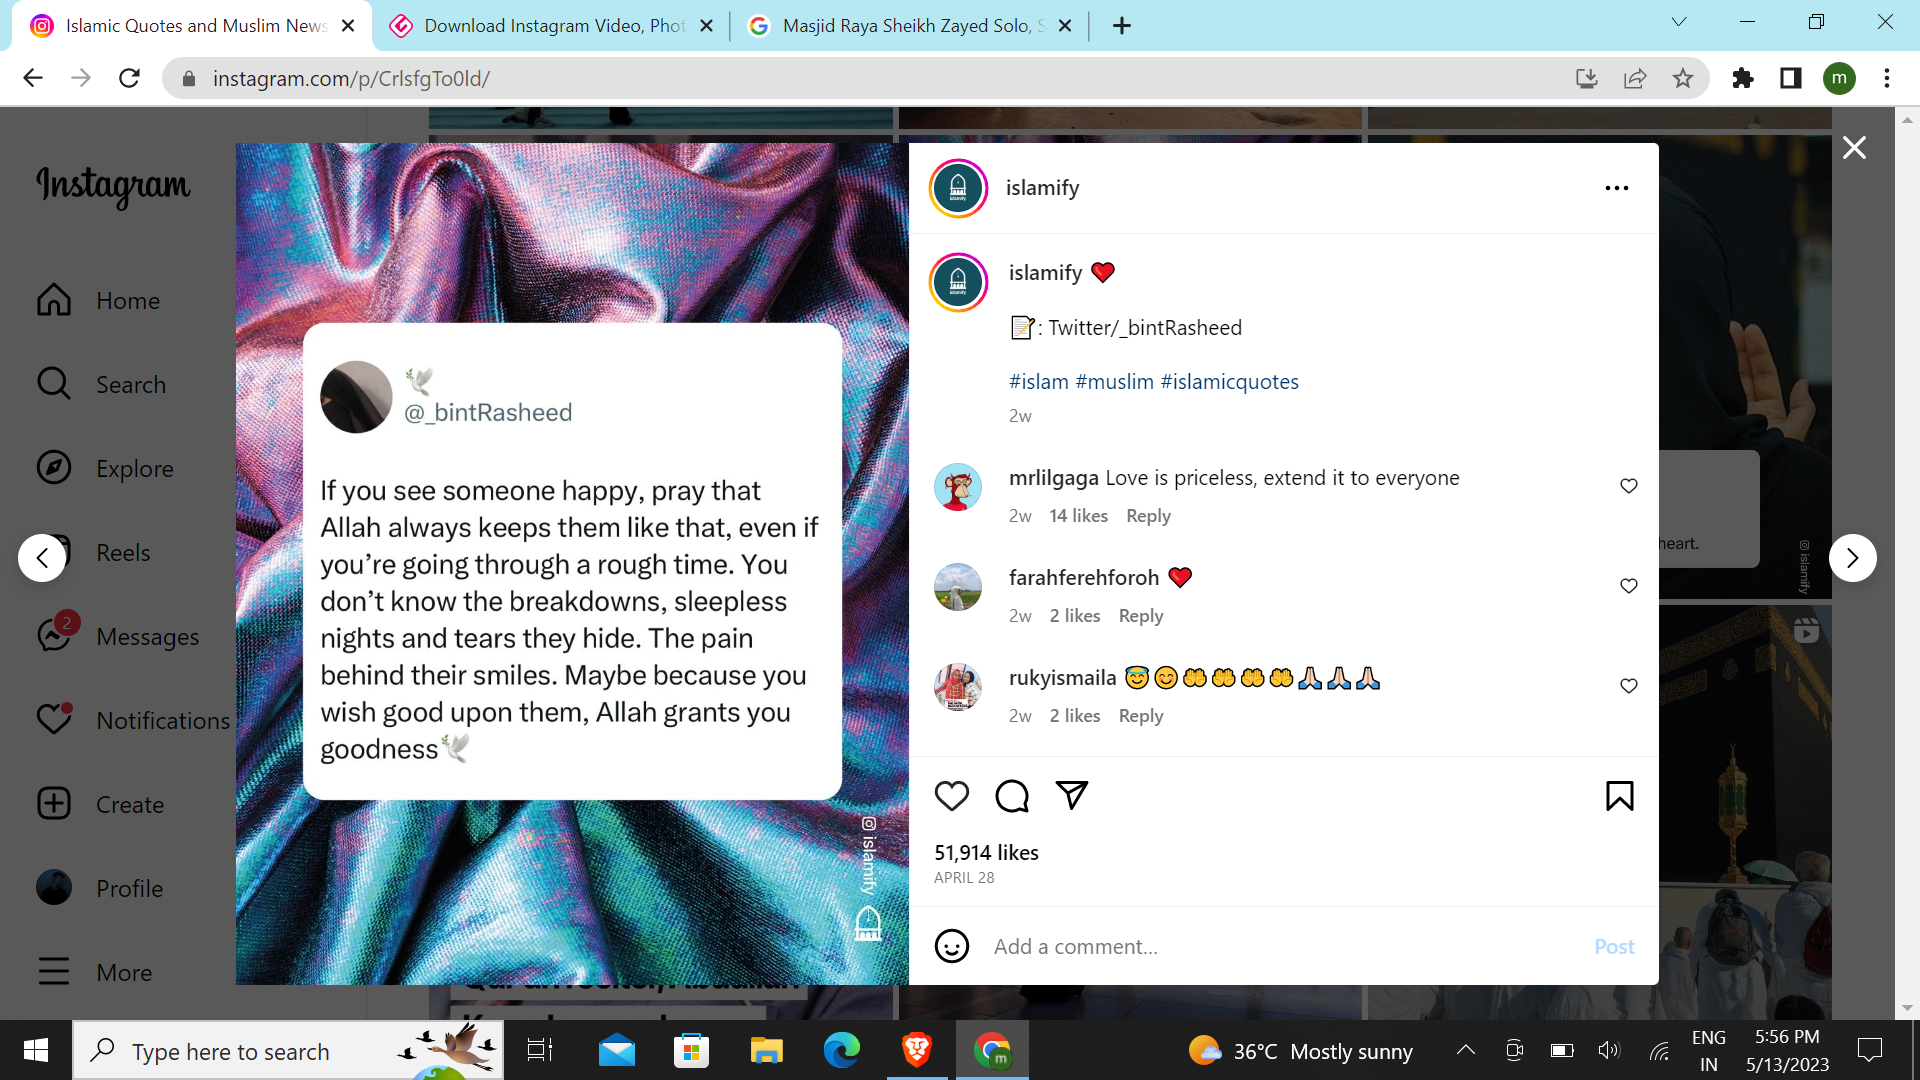 Islamic Quotes and Muslim News
Download Instagram Video, Phot
Masjid Raya Sheikh Zayed Solo, S
instagram.com/p/CrlsfgTo0ld/
m
Instagram
Home
Search
Explore
Reels
2
Messages
Notifications
Create
Profile
More
@_bintRasheed
If you see someone happy, pray that
Allah always keeps them like that, even if
you’re going through a rough time. You
don’t know the breakdowns, sleepless
nights and tears they hide. The pain
behind their smiles. Maybe because you
wish good upon them, Allah grants you
goodness🕊️
islamify
islamify
islamify ❤️
📝: Twitter/_bintRasheed
#islam #muslim #islamicquotes
2w
mrlilgaga Love is priceless, extend it to everyone
2w 14 likes Reply
farahferehforoh ❤️
2w 2 likes Reply
rukyismaila 😇😊🤲🤲🤲🤲🙏🏻🙏🏻🙏🏻
2w 2 likes Reply
51,914 likes
APRIL 28
Add a comment...
Post
heart.
islamify
Type here to search
36°C Mostly sunny
ENG
IN
5:56 PM
5/13/2023